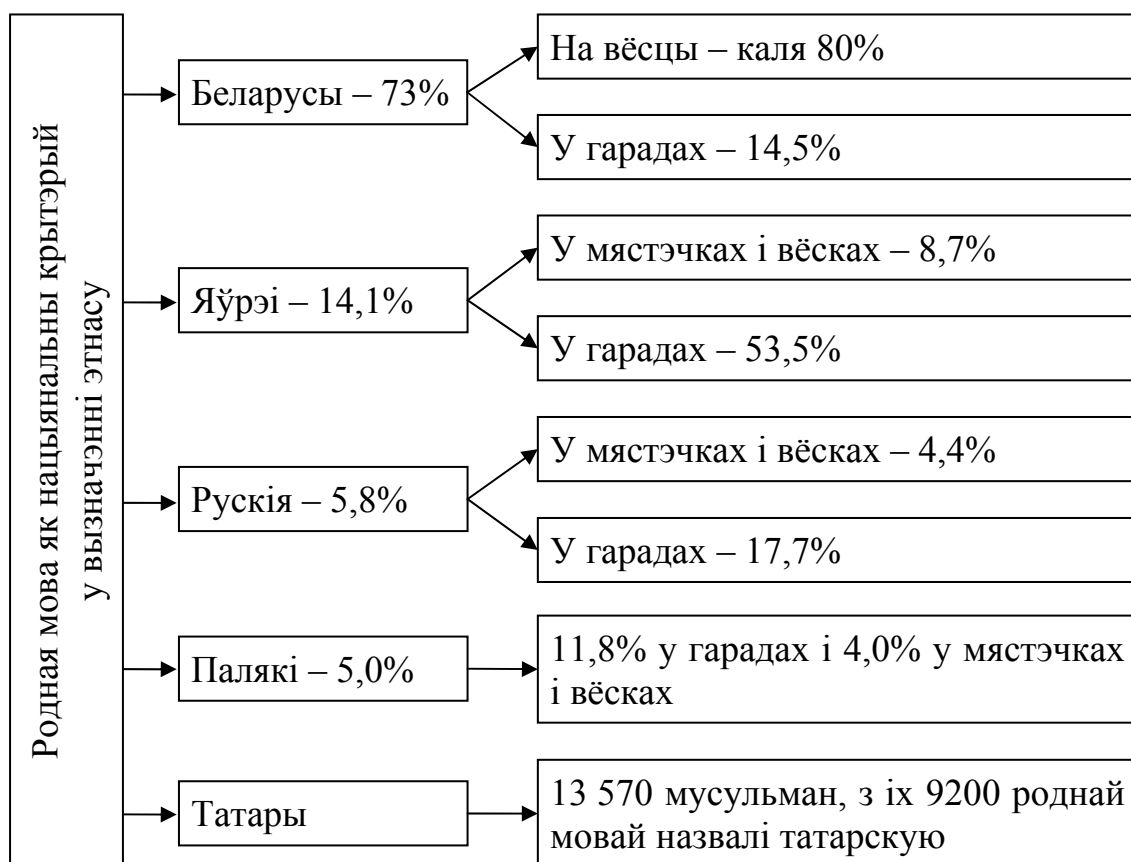 Родная мова як нацыянальны крытэрый
у вызначэнні этнасу
Беларусы – 73%
На вёсцы – каля 80%
У гарадах – 14,5%
Яўрэі – 14,1%
У мястэчках і вёсках – 8,7%
У гарадах – 53,5%
Рускія – 5,8%
У мястэчках і вёсках – 4,4%
У гарадах – 17,7%
Палякі – 5,0%
11,8% у гарадах і 4,0% у мястэчках
і вёсках
Татары
13 570 мусульман, з іх 9200 роднай
мовай назвалі татарскую